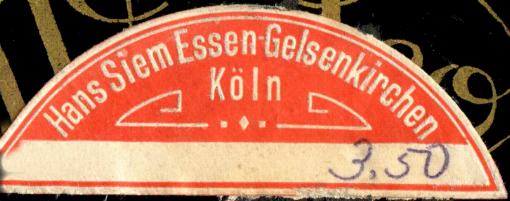 Hans Siem Essen-Gelsenkirchen
Köln
3,50